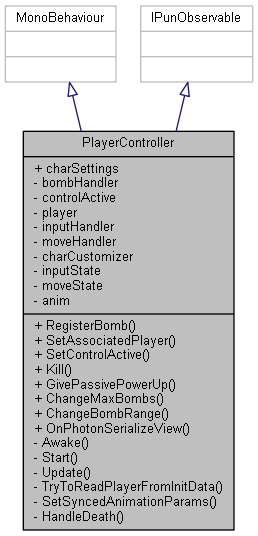 MonoBehaviour
IPunObservable
PlayerController
+ charSettings
- bombHandler
- controlActive
- player
- inputHandler
- moveHandler
- charCustomizer
- inputState
- moveState
- anim
+ RegisterBomb()
+ SetAssociatedPlayer()
+ SetControlActive()
+ Kill()
+ GivePassivePowerUp()
+ ChangeMaxBombs()
+ ChangeBombRange()
+ OnPhotonSerializeView()
- Awake()
- Start()
- Update()
- TryToReadPlayerFromInitData()
- SetSyncedAnimationParams()
- HandleDeath()